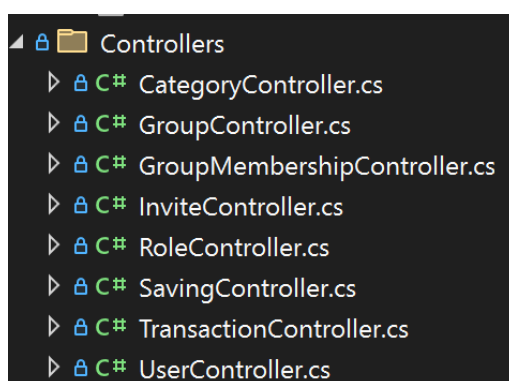 Controllers
C# CategoryController.cs
C# GroupController.cs
C# GroupMembershipController.cs
C# InviteController.cs
C# RoleController.cs
C# SavingController.cs
C# TransactionController.cs
C# UserController.cs